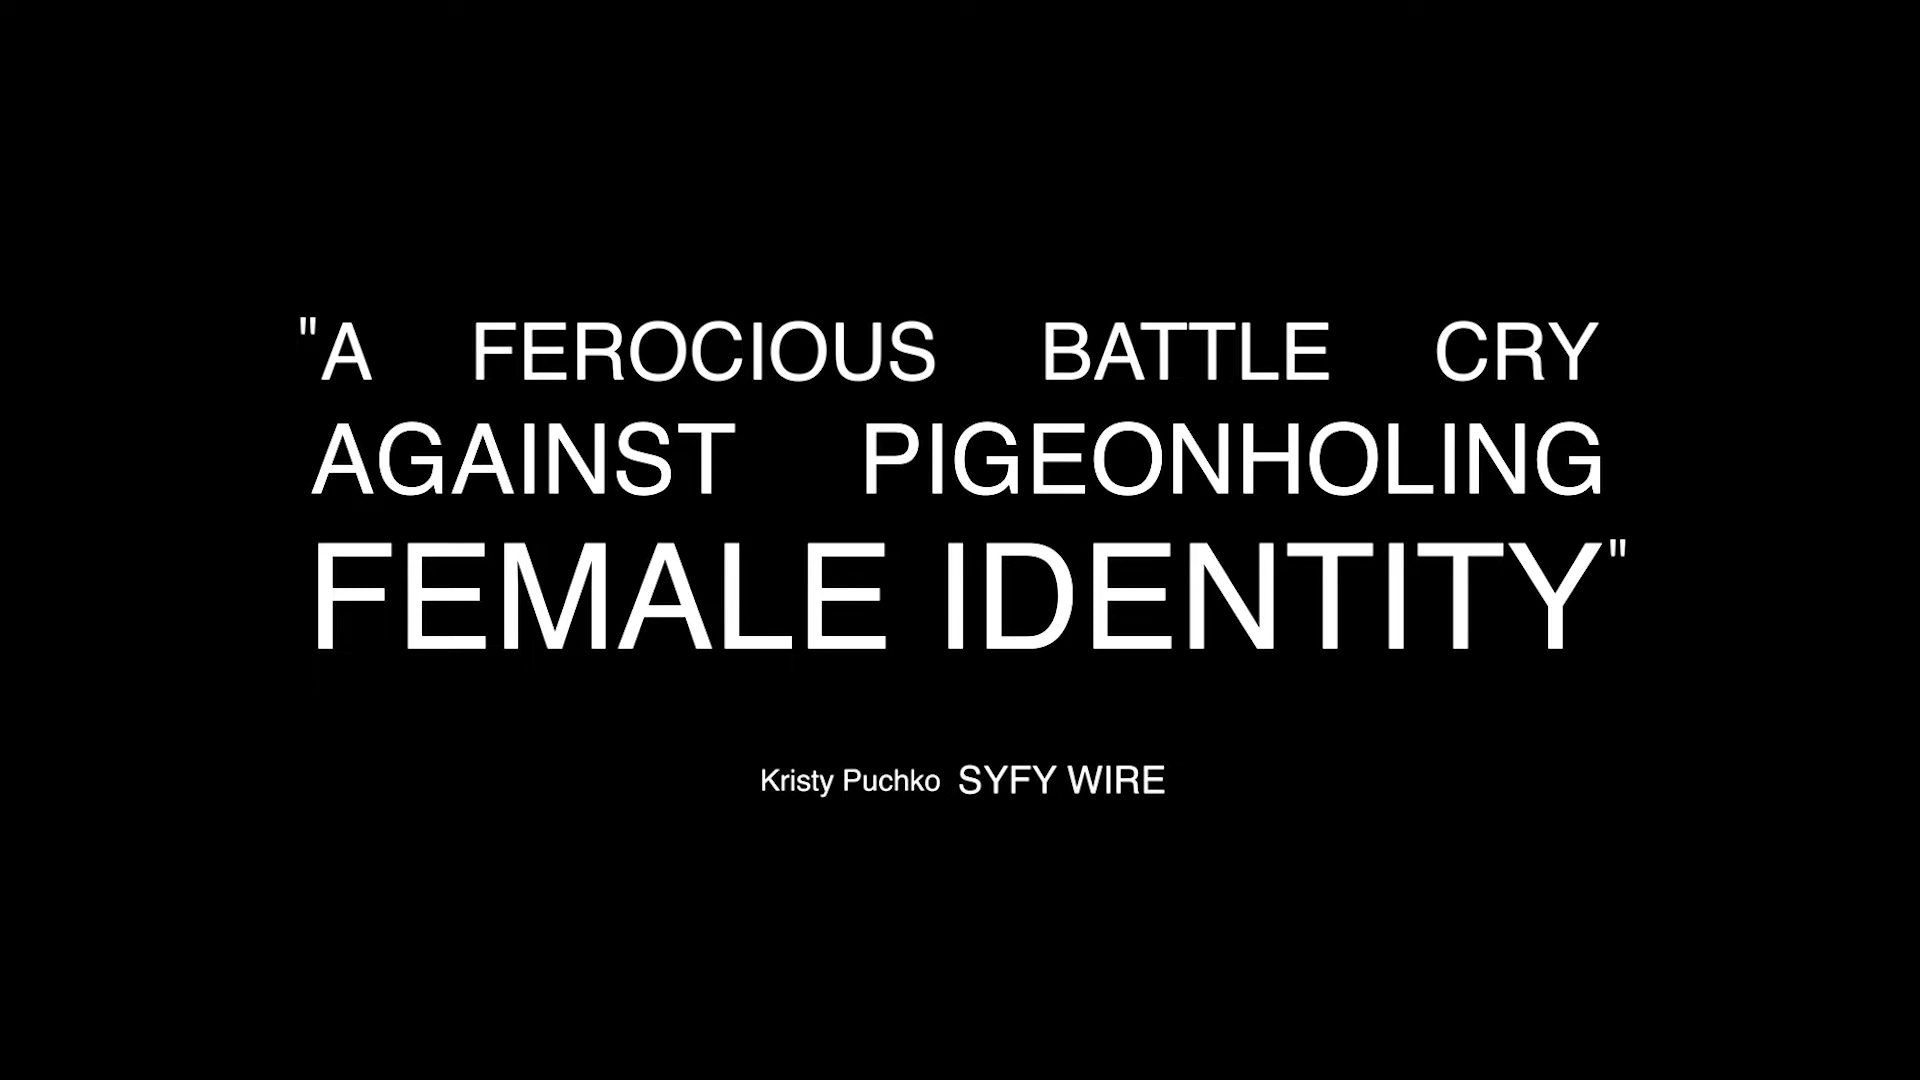 "A FEROCIOUS BATTLE CRY
AGAINST PIGEONHOLING
FEMALE IDENTITY"
Kristy Puchko SYFY WIRE